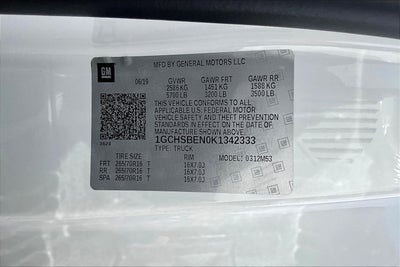 MFD BY GENERAL MOTORS LLC
GM
06/19 GVWR GAWR FRT GAWR RR
2586 KG 1451 KG 1588 KG
5700 LB 3200 LB 3500 LB
THIS VEHICLE CONFORMS TO ALL
APPLICABLE U.S. FEDERAL MOTOR
VEHICLE SAFETY AND THEFT
PREVENTION STANDARDS IN EFFECT ON THE DATE OF
MANUFACTURE SHOWN ABOVE.
1GCHSBEN0K1342333
TYPE: TRUCK
TIRE RIM MODEL: 0312M53
FRT 265/70R16 T 16X7.0J
RR 265/70R16 T 16X7.0J
SPA 265/70R16 T 16X7.0J